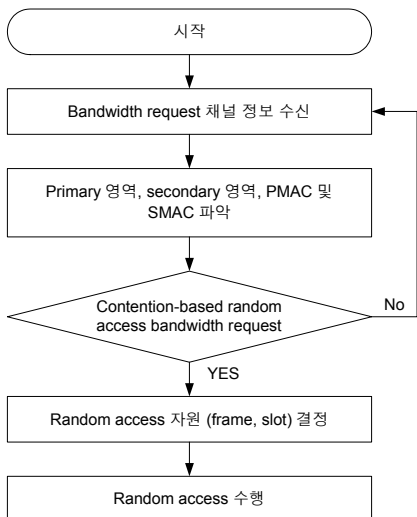 시작
Bandwidth request 채널 정보 수신
Primary 영역, secondary 영역, PMAC 및
SMAC 파악
Contention-based random
access bandwidth request
No
YES
Random access 자원 (frame, slot) 결정
Random access 수행